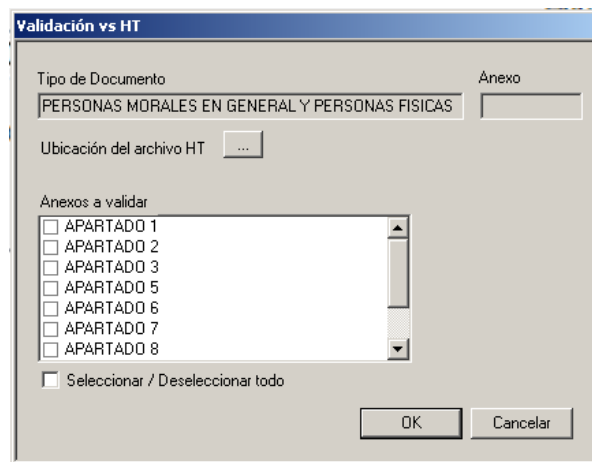 Validación vs HT
Tipo de Documento Anexo
PERSONAS MORALES EN GENERAL Y PERSONAS FISICAS
Ubicación del archivo HT ...
Anexos a validar
APARTADO 1
APARTADO 2
APARTADO 3
APARTADO 5
APARTADO 6
APARTADO 7
APARTADO 8
Seleccionar / Deseleccionar todo
OK Cancelar